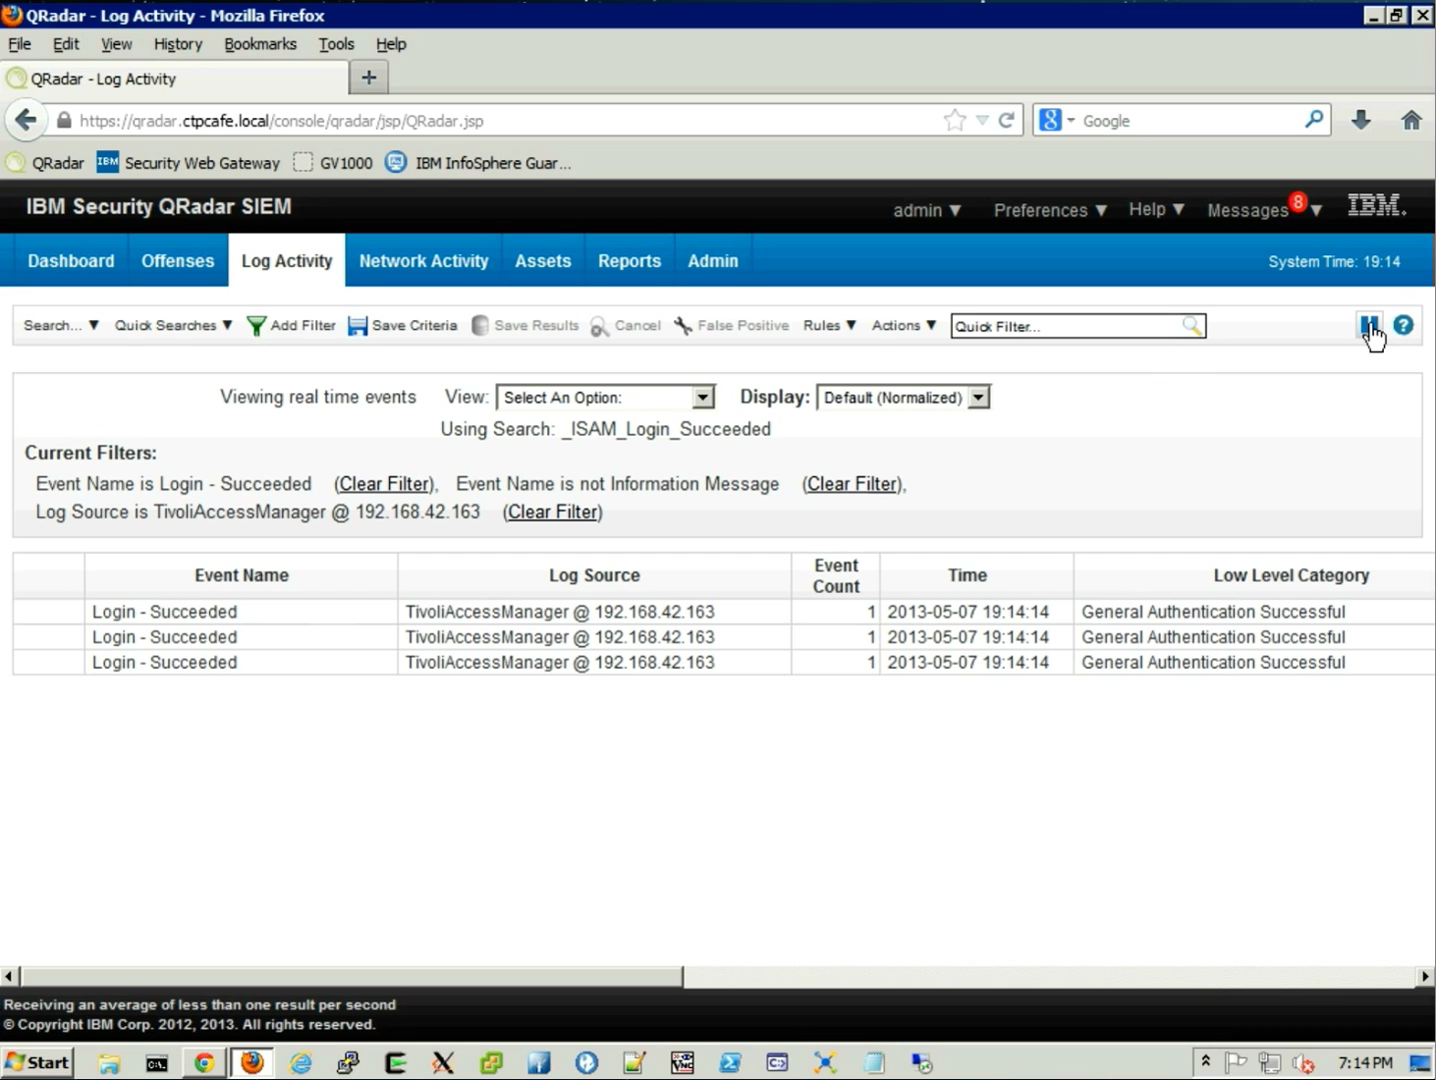 QRadar - Log Activity - Mozilla Firefox
File Edit View History Bookmarks Tools Help
QRadar - Log Activity +
https://qradar.ctpcafe.local/console/qradar/jsp/QRadar.jsp 8 Google
QRadar IBM Security Web Gateway GV1000 IBM InfoSphere Guar...
IBM Security QRadar SIEM admin Preferences Help Messages 8 IBM.
Dashboard Offenses Log Activity Network Activity Assets Reports Admin System Time: 19:14
Search... Quick Searches Add Filter Save Criteria Save Results Cancel False Positive Rules Actions Quick Filter... ?
Viewing real time events View: Select An Option: Display: Default (Normalized)
Using Search: _ISAM_Login_Succeeded
Current Filters:
Event Name is Login - Succeeded (Clear Filter), Event Name is not Information Message (Clear Filter),
Log Source is TivoliAccessManager @ 192.168.42.163 (Clear Filter)
Event Name Log Source Event Count Time Low Level Category
Login - Succeeded TivoliAccessManager @ 192.168.42.163 1 2013-05-07 19:14:14 General Authentication Successful
Login - Succeeded TivoliAccessManager @ 192.168.42.163 1 2013-05-07 19:14:14 General Authentication Successful
Login - Succeeded TivoliAccessManager @ 192.168.42.163 1 2013-05-07 19:14:14 General Authentication Successful
Receiving an average of less than one result per second
© Copyright IBM Corp. 2012, 2013. All rights reserved.
Start 7:14 PM